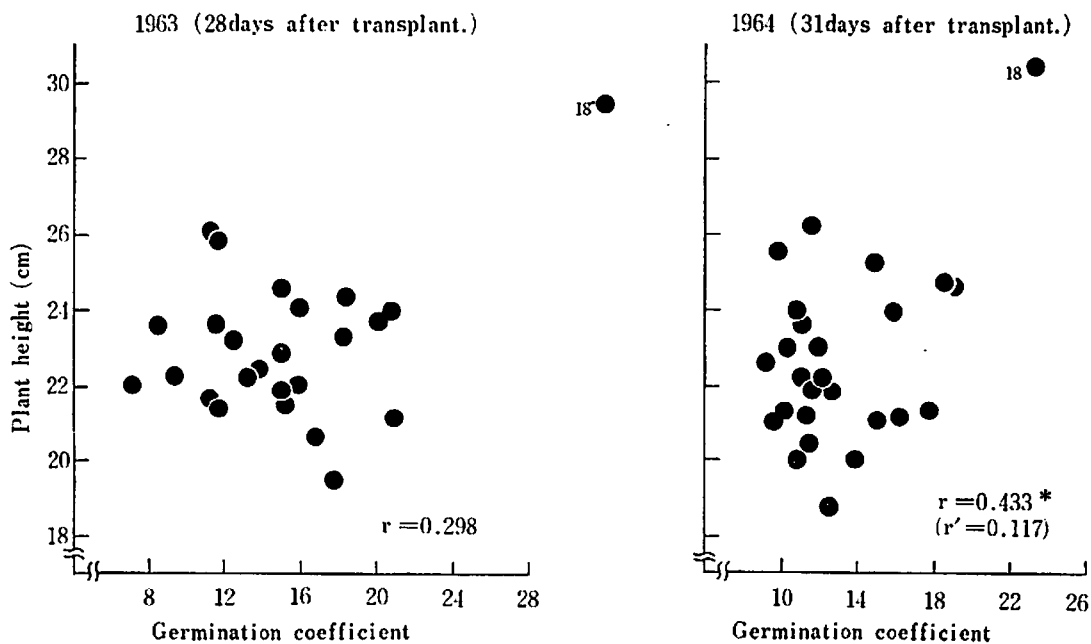 1963 (28days after transplant.)
30
28
26
21
22
20
18
Plant height (cm)
18
r=0.298
8
12
16
20
24
28
Germination coefficient
1964 (31days after transplant.)
18
r=0.433 *
(r'=0.117)
10
14
18
22
26
Germination coefficient